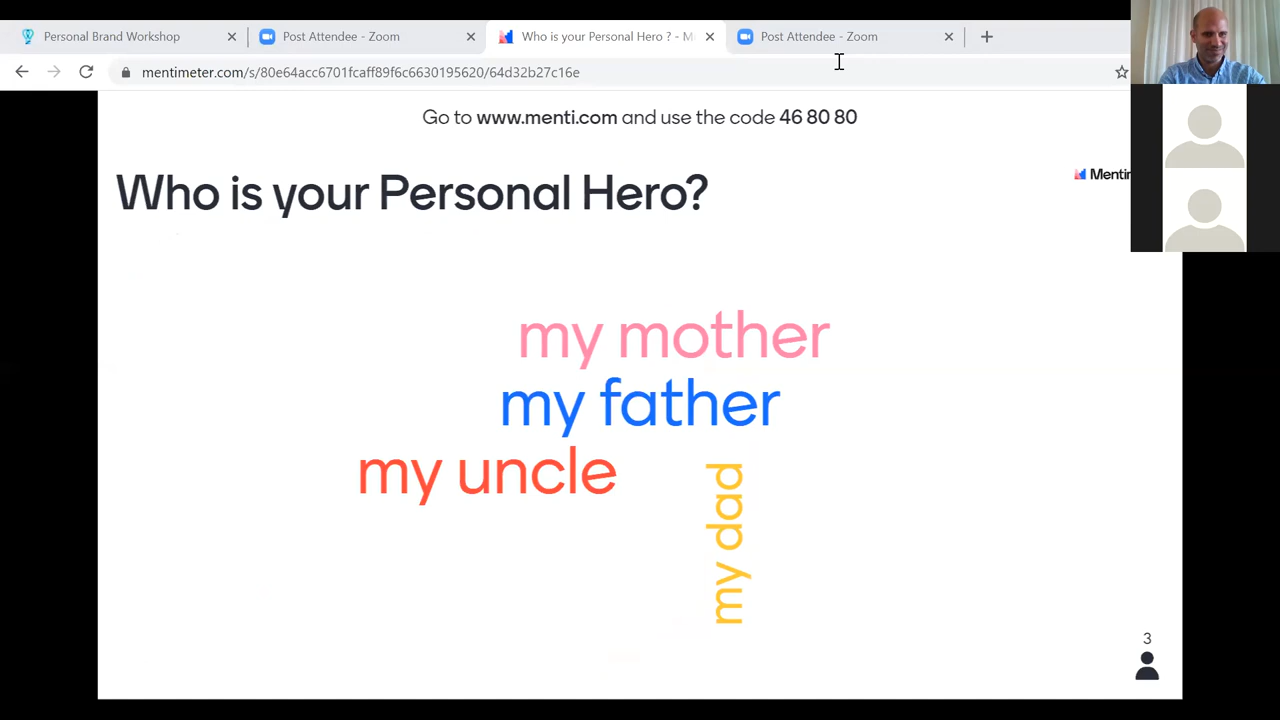 Personal Brand Workshop
Post Attendee - Zoom
Who is your Personal Hero ? - M
Post Attendee - Zoom
mentimeter.com/s/80e64acc6701fcaff89f6c6630195620/64d32b27c16e
Go to www.menti.com and use the code 46 80 80
Who is your Personal Hero?
Mentir
my mother
my father
my uncle
my dad
3